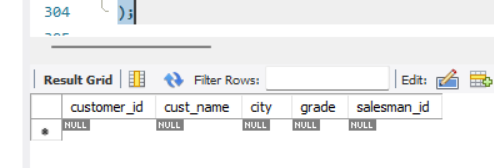 304 );
305
Result Grid Filter Rows: Edit:
customer_id cust_name city grade salesman_id
NULL NULL NULL NULL NULL